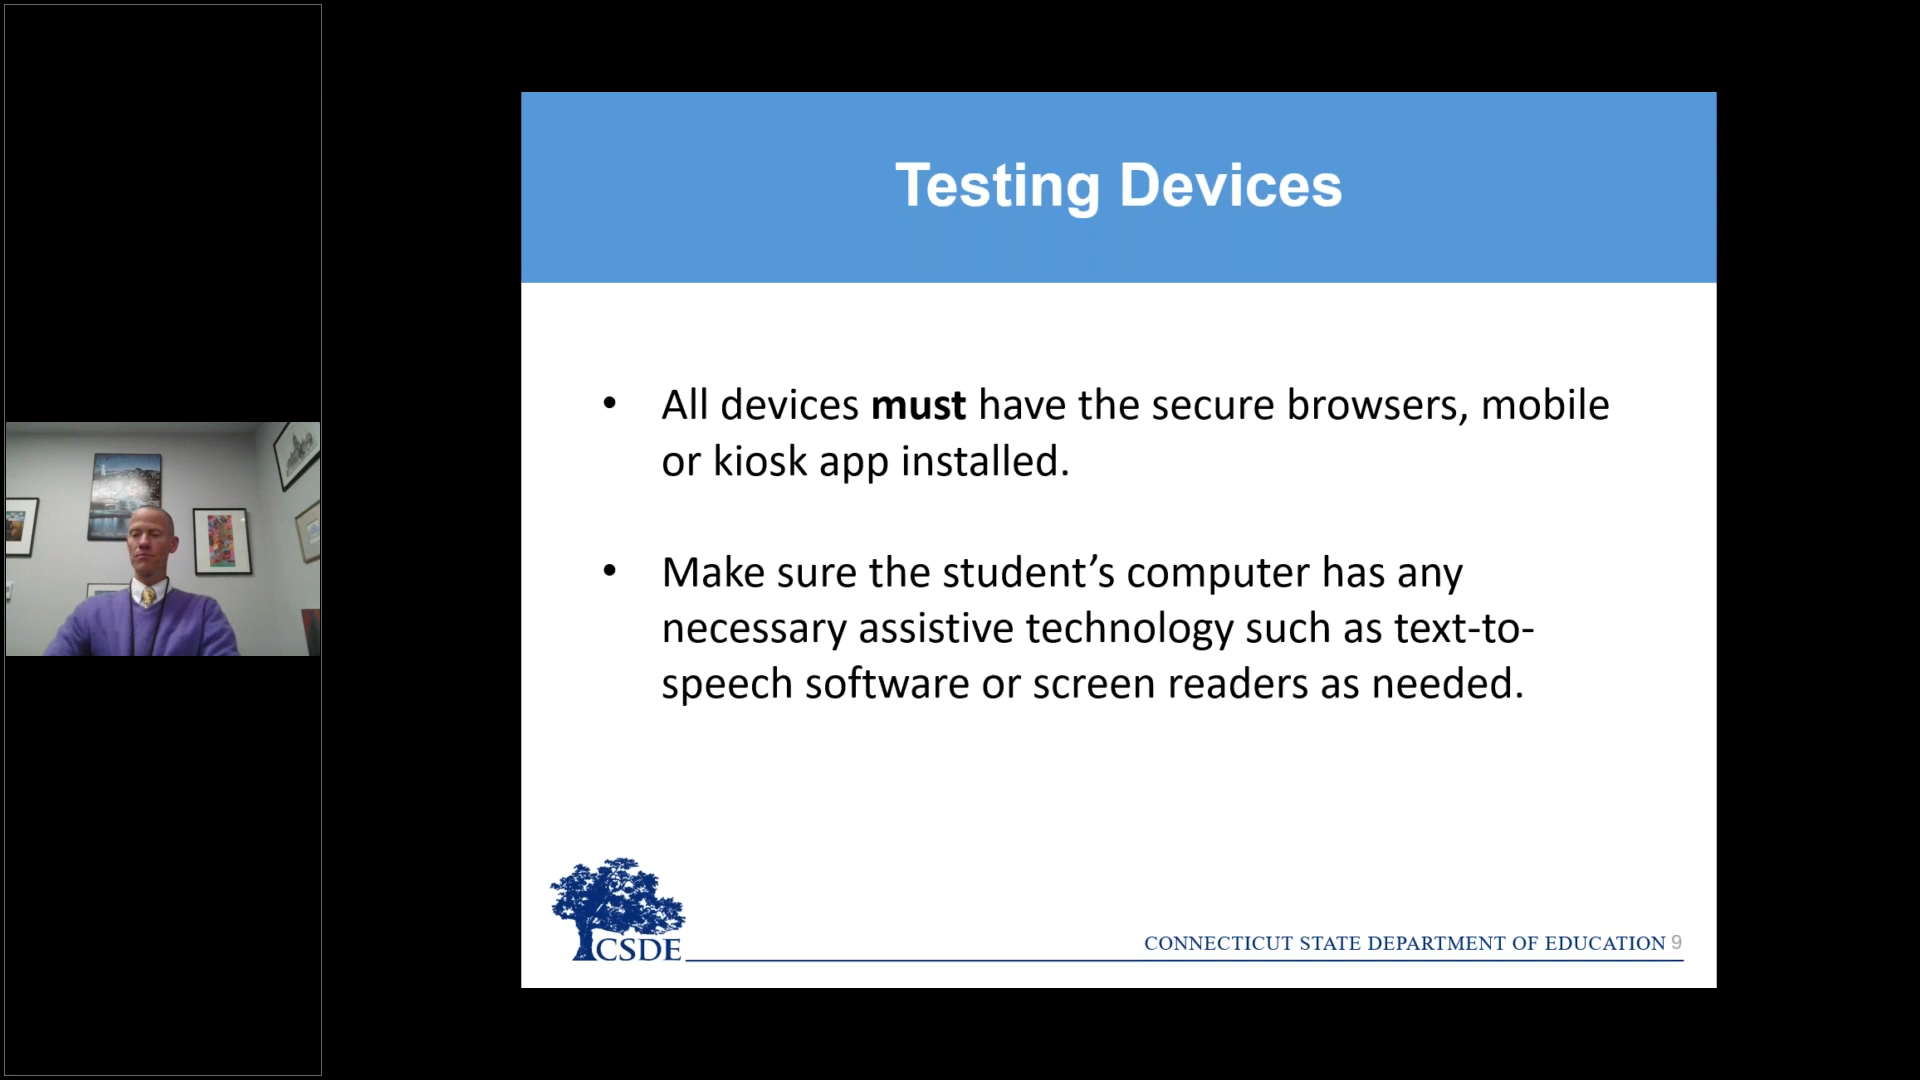 Testing Devices
• All devices must have the secure browsers, mobile
or kiosk app installed.
• Make sure the student’s computer has any
necessary assistive technology such as text-to-
speech software or screen readers as needed.
CSDE
CONNECTICUT STATE DEPARTMENT OF EDUCATION 9